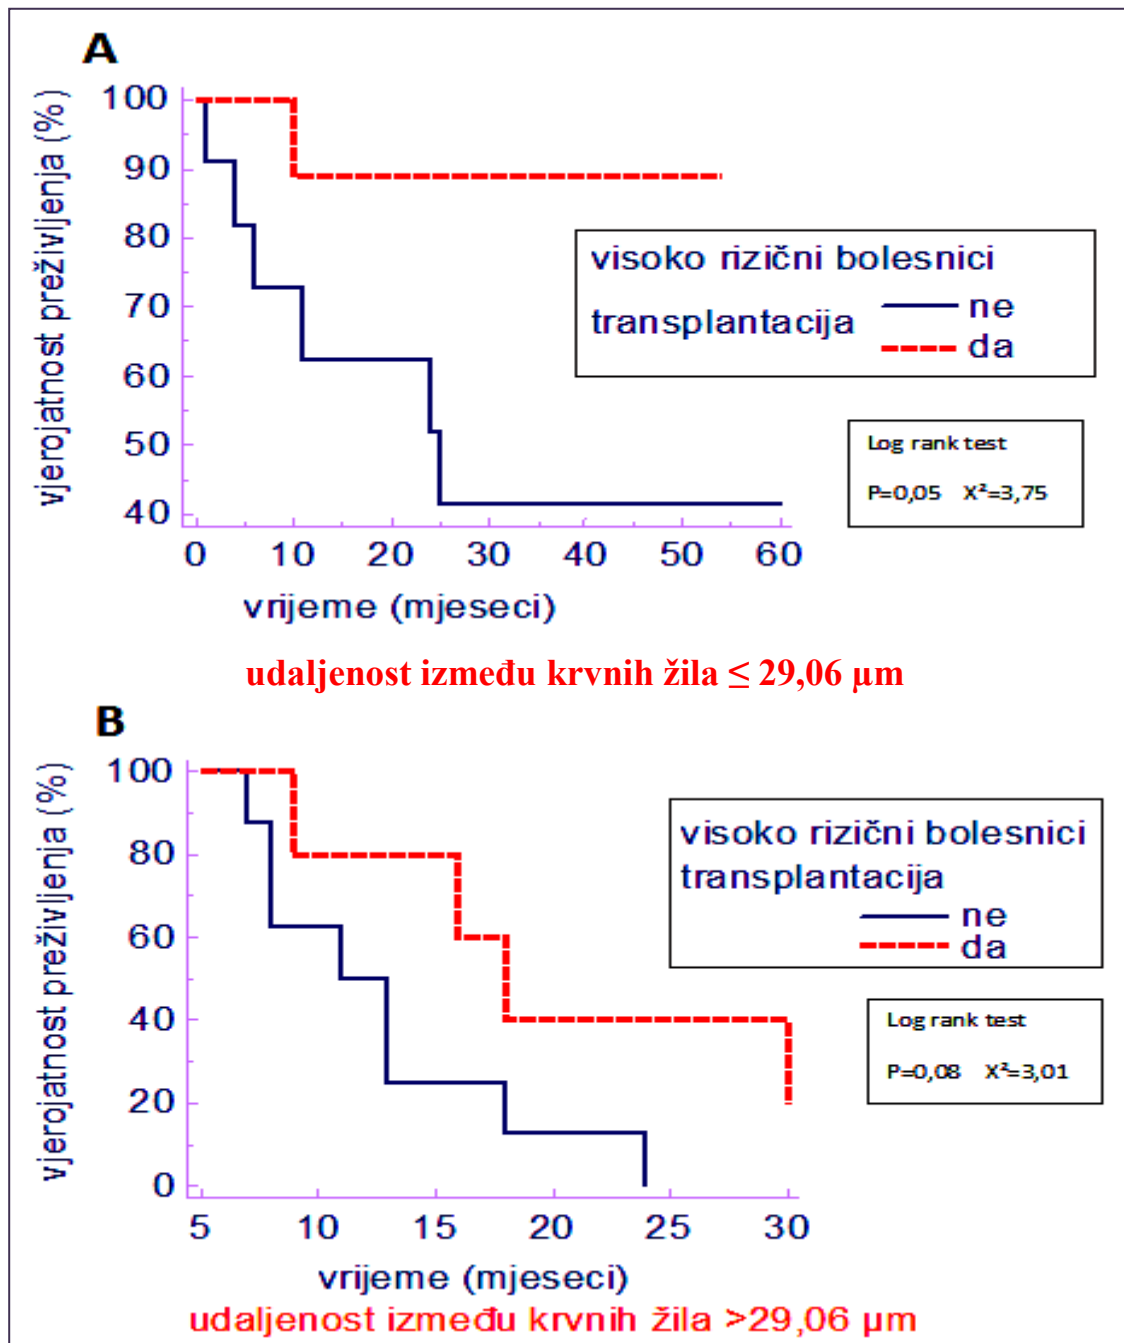 A
vjerojatnost preživljenja (%)
100
90
80
70
60
50
40
0 10 20 30 40 50 60
vrijeme (mjeseci)
visoko rizični bolesnici
transplantacija
ne
da
Log rank test
P=0,05 X²=3,75
udaljenost između krvnih žila ≤ 29,06 µm
B
vjerojatnost preživljenja (%)
100
80
60
40
20
0
5 10 15 20 25 30
vrijeme (mjeseci)
visoko rizični bolesnici
transplantacija
ne
da
Log rank test
P=0,08 X²=3,01
udaljenost između krvnih žila >29,06 µm